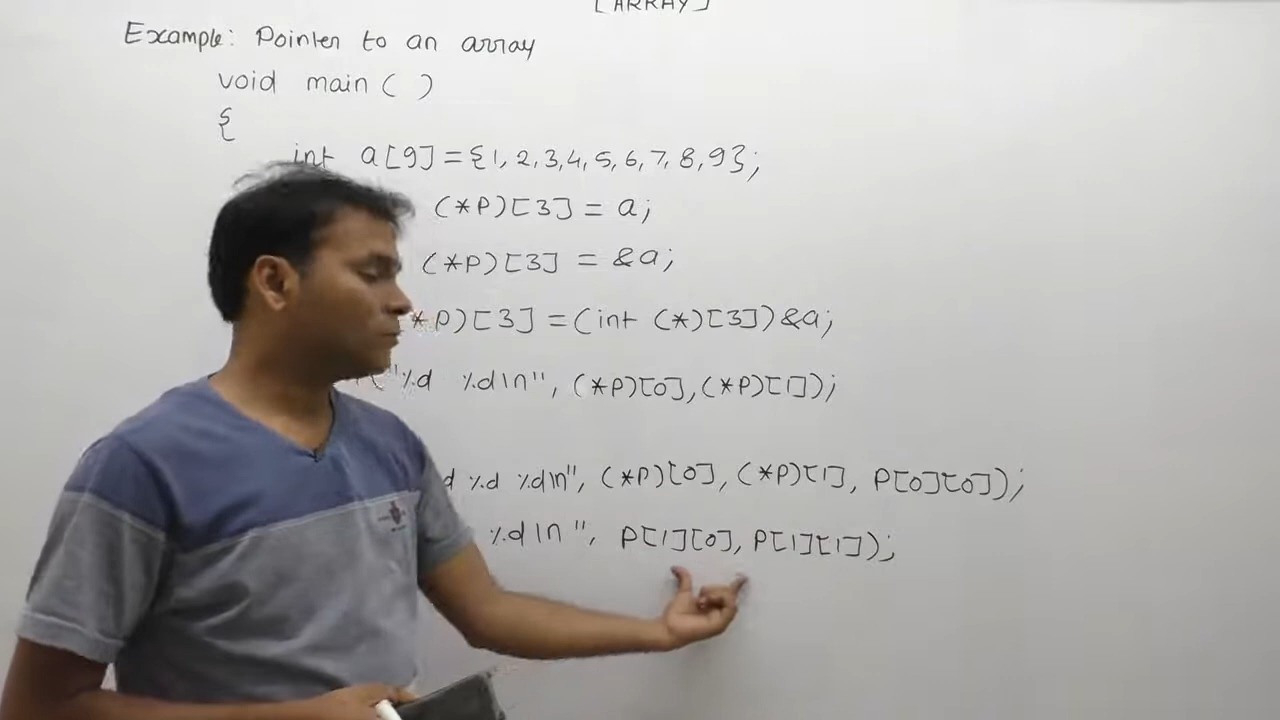 [ARRAY]
Example: Pointer to an array
void main ( )
{
int a[9] = {1, 2, 3, 4, 5, 6, 7, 8, 9};
(*P)[3] = a;
(*P)[3] = &a;
*P)[3] = (int (*)[3]) &a;
("%d %d\n", (*P)[0], (*P)[1]);
d %d %d\n", (*P)[0], (*P)[1], P[0][0]);
%d\n ", P[1][0], P[1][1]);